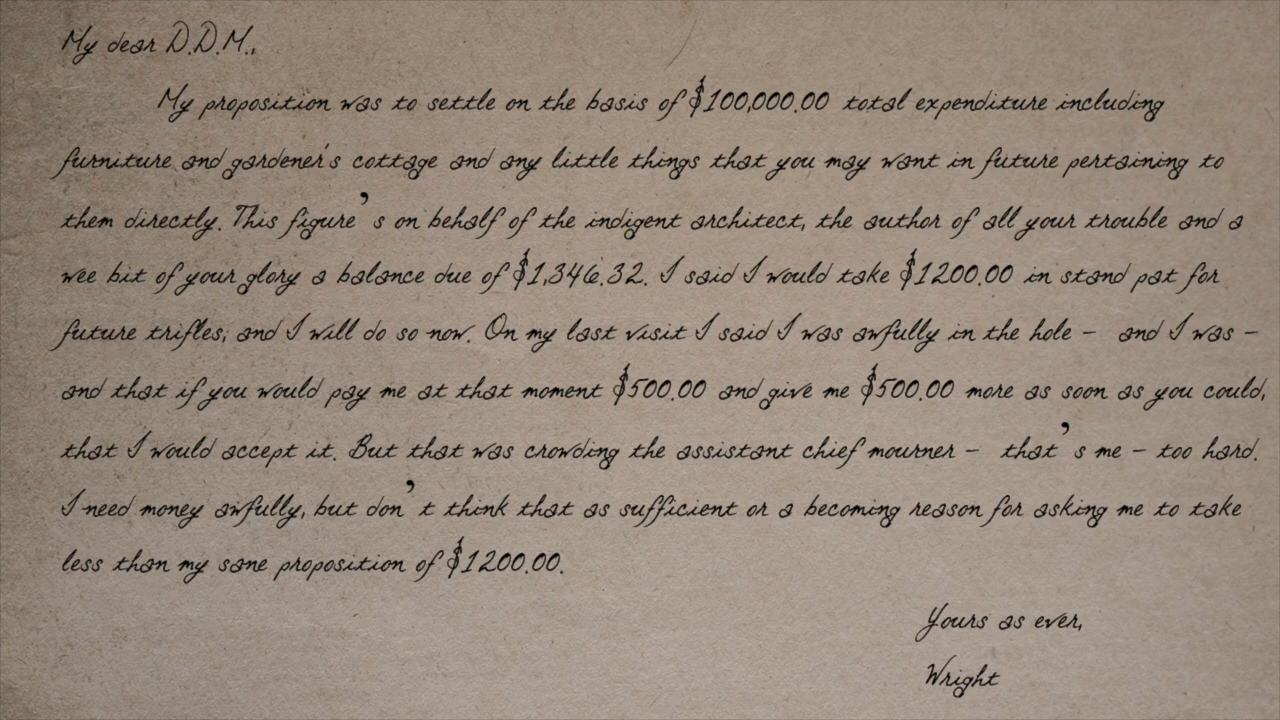 My dear D.D.M.,
My proposition was to settle on the basis of $100,000.00 total expenditure including
furniture and gardener's cottage and any little things that you may want in future pertaining to
them directly. This figure's on behalf of the indigent architect, the author of all your trouble and a
wee bit of your glory a balance due of $1,346.32. I said I would take $1200.00 in stand pat for
future trifles; and I will do so now. On my last visit I said I was awfully in the hole – and I was –
and that if you would pay me at that moment $500.00 and give me $500.00 more as soon as you could,
that I would accept it. But that was crowding the assistant chief mourner – that's me – too hard.
I need money awfully, but don't think that as sufficient or a becoming reason for asking me to take
less than my sane proposition of $1200.00.
Yours as ever,
Wright